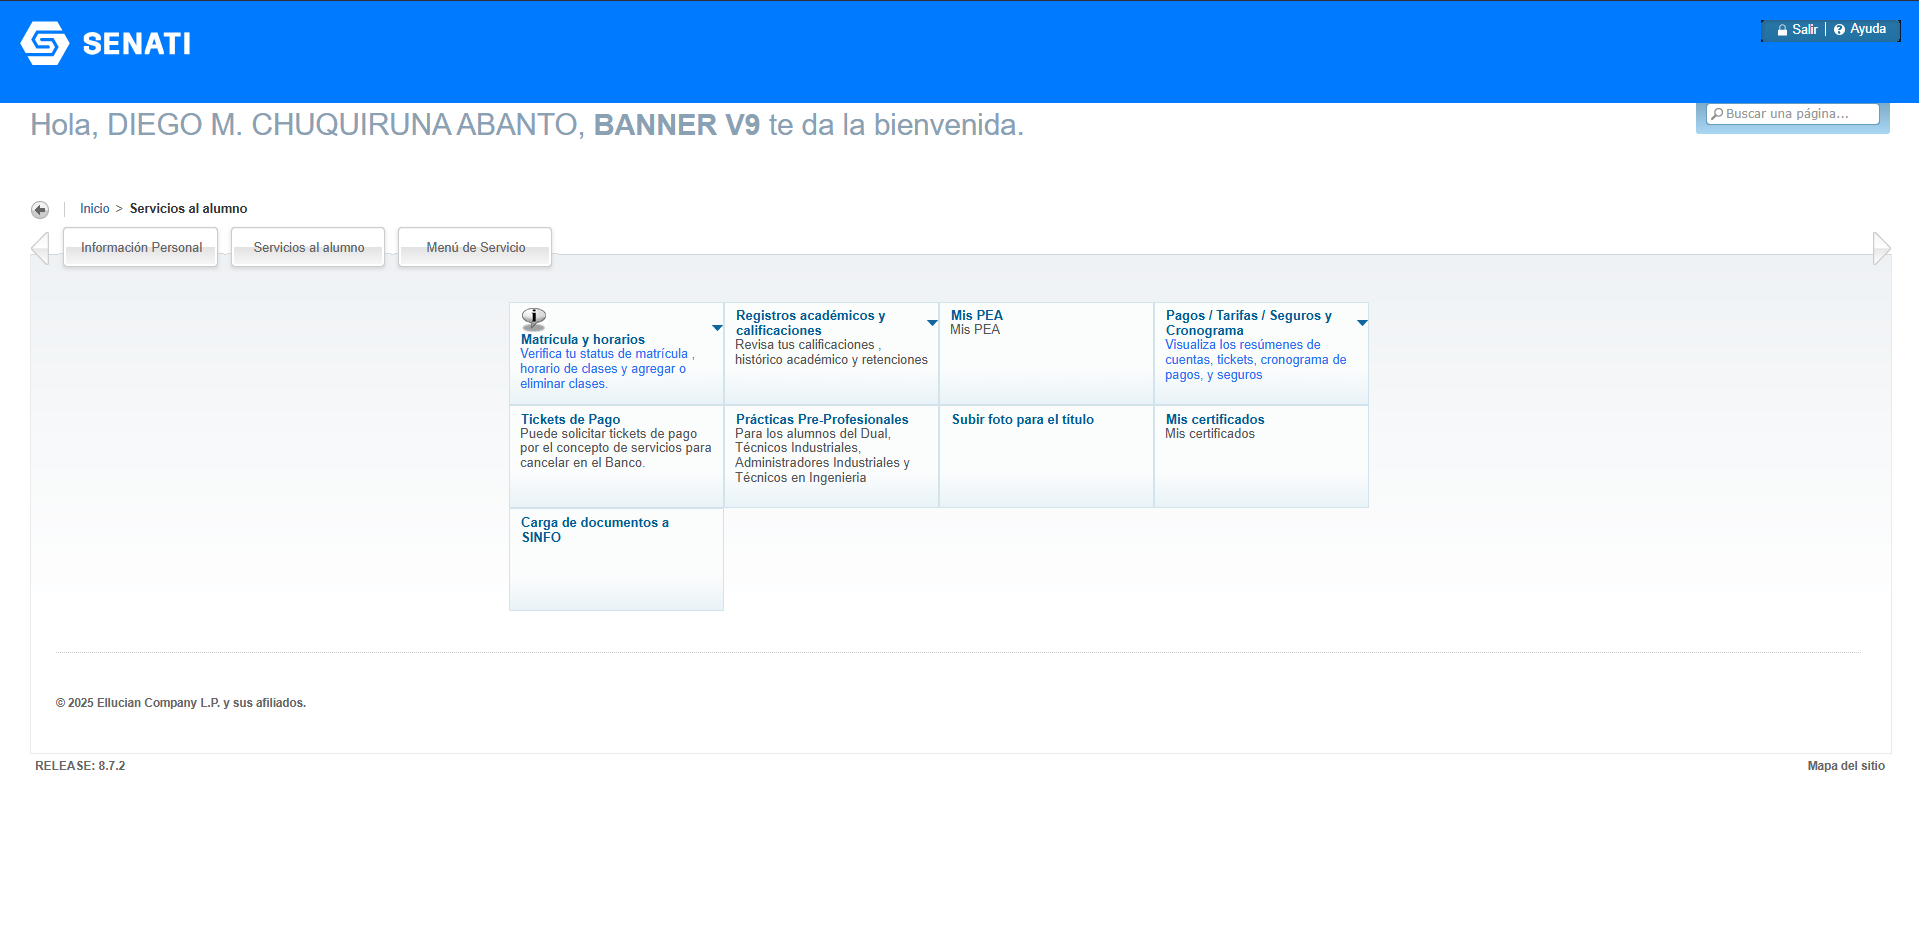 SENATI
Salir | Ayuda
Hola, DIEGO M. CHUQUIRUNA ABANTO, BANNER V9 te da la bienvenida.
Buscar una página...
Inicio > Servicios al alumno
Información Personal
Servicios al alumno
Menú de Servicio
Matrícula y horarios
Verifica tu status de matrícula ,
horario de clases y agregar o
eliminar clases.
Registros académicos y
calificaciones
Revisa tus calificaciones ,
histórico académico y retenciones
Mis PEA
Mis PEA
Pagos / Tarifas / Seguros y
Cronograma
Visualiza los resúmenes de
cuentas, tickets, cronograma de
pagos, y seguros
Tickets de Pago
Puede solicitar tickets de pago
por el concepto de servicios para
cancelar en el Banco.
Prácticas Pre-Profesionales
Para los alumnos del Dual,
Técnicos Industriales,
Administradores Industriales y
Técnicos en Ingenieria
Subir foto para el título
Mis certificados
Mis certificados
Carga de documentos a
SINFO
© 2025 Ellucian Company L.P. y sus afiliados.
RELEASE: 8.7.2
Mapa del sitio